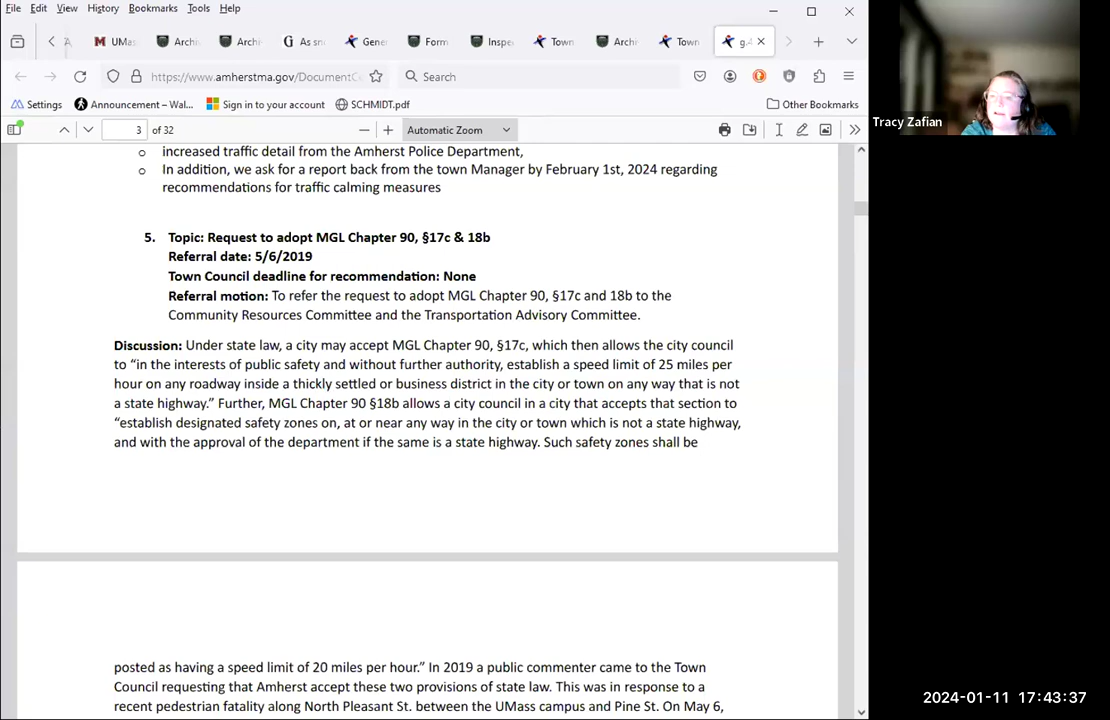 File Edit View History Bookmarks Tools Help
UMas Archi Archi As sn Gene Form Inspe Town Archi Town g.4
https://www.amherstma.gov/DocumentCe Search
Settings Announcement – Wal... Sign in to your account SCHMIDT.pdf Other Bookmarks
3 of 32 Automatic Zoom
Tracy Zafian
o increased traffic detail from the Amherst Police Department,
o In addition, we ask for a report back from the town Manager by February 1st, 2024 regarding
recommendations for traffic calming measures
5. Topic: Request to adopt MGL Chapter 90, §17c & 18b
Referral date: 5/6/2019
Town Council deadline for recommendation: None
Referral motion: To refer the request to adopt MGL Chapter 90, §17c and 18b to the
Community Resources Committee and the Transportation Advisory Committee.
Discussion: Under state law, a city may accept MGL Chapter 90, §17c, which then allows the city council
to “in the interests of public safety and without further authority, establish a speed limit of 25 miles per
hour on any roadway inside a thickly settled or business district in the city or town on any way that is not
a state highway.” Further, MGL Chapter 90 §18b allows a city council in a city that accepts that section to
“establish designated safety zones on, at or near any way in the city or town which is not a state highway,
and with the approval of the department if the same is a state highway. Such safety zones shall be
posted as having a speed limit of 20 miles per hour.” In 2019 a public commenter came to the Town
Council requesting that Amherst accept these two provisions of state law. This was in response to a
recent pedestrian fatality along North Pleasant St. between the UMass campus and Pine St. On May 6,
2024-01-11 17:43:37